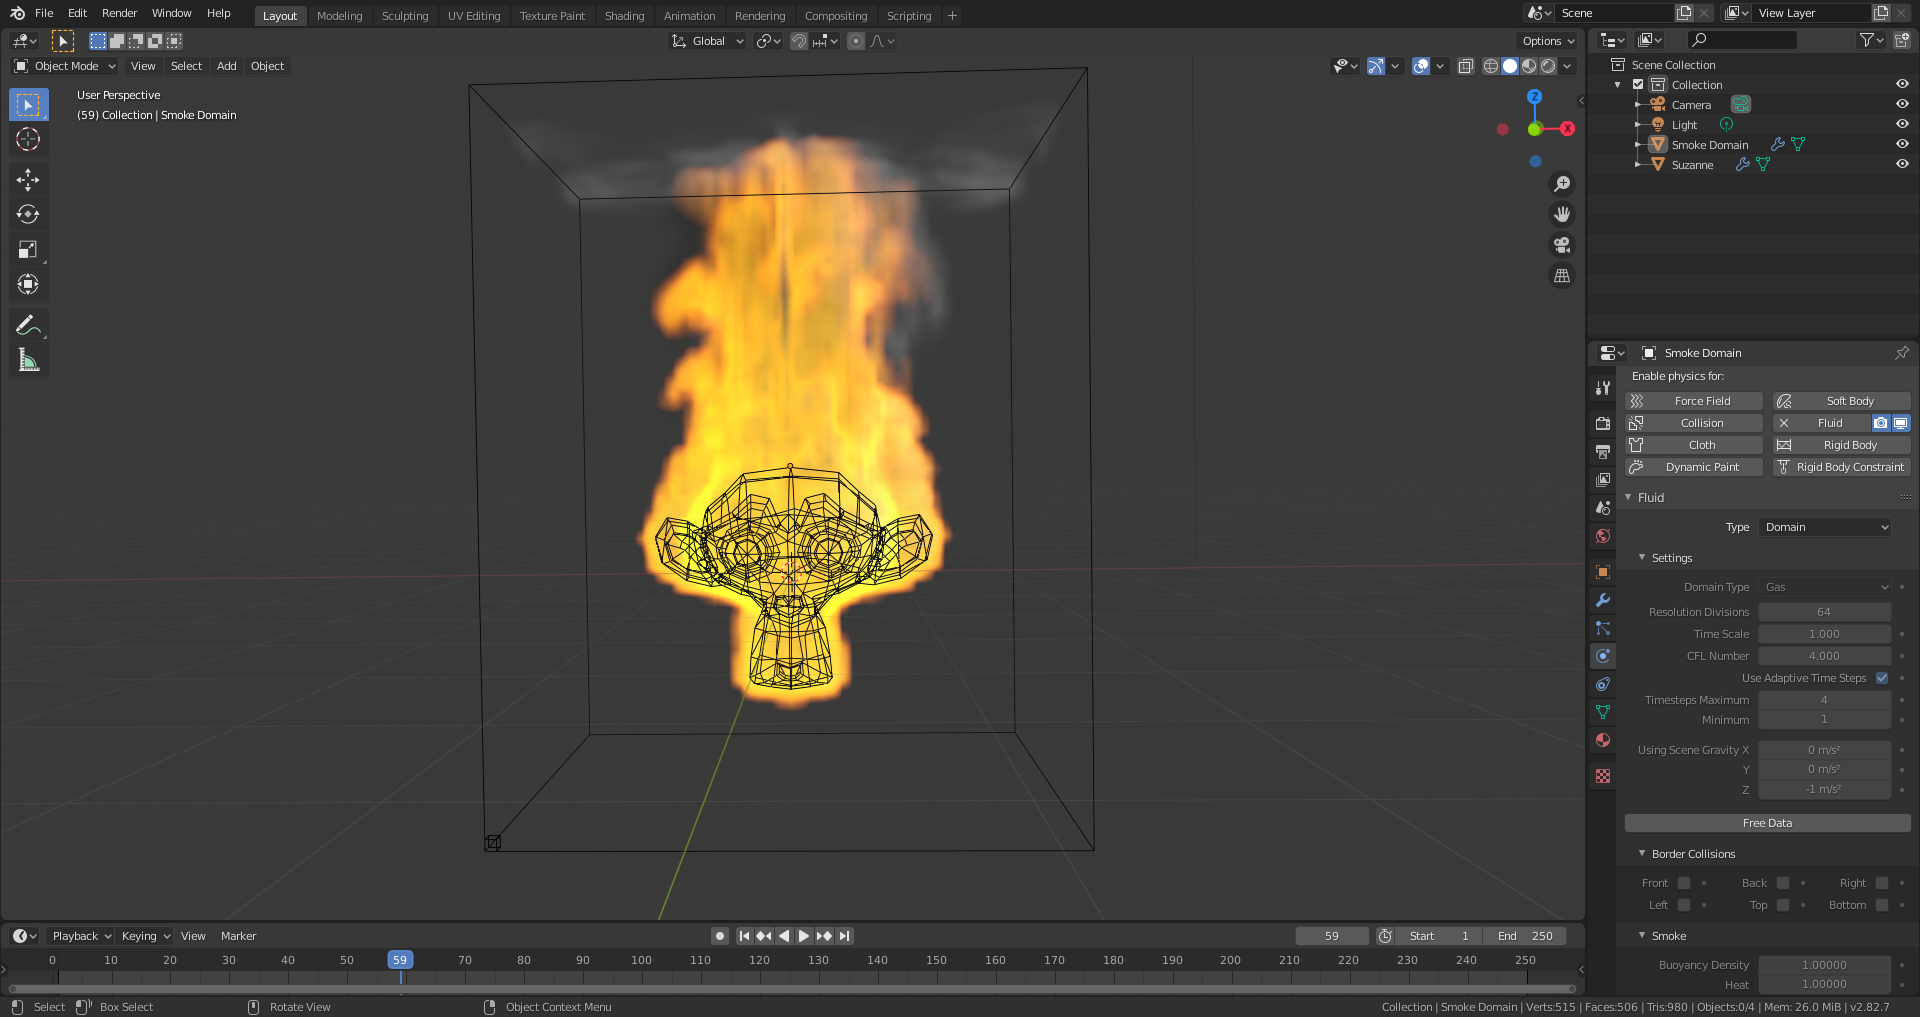 File Edit Render Window Help Layout Modeling Sculpting UV Editing Texture Paint Shading Animation Rendering Compositing Scripting + Scene View Layer
Global Options
Object Mode View Select Add Object
User Perspective
(59) Collection | Smoke Domain
Z
X
Scene Collection
Collection
Camera
Light
Smoke Domain
Suzanne
Smoke Domain
Enable physics for:
Force Field Soft Body
Collision Fluid
Cloth Rigid Body
Dynamic Paint Rigid Body Constraint
Fluid
Type Domain
Settings
Domain Type Gas
Resolution Divisions 64
Time Scale 1.000
CFL Number 4.000
Use Adaptive Time Steps
Timesteps Maximum 4
Minimum 1
Using Scene Gravity X 0 m/s²
Y 0 m/s²
Z -1 m/s²
Free Data
Border Collisions
Front Back Right
Left Top Bottom
Smoke
Buoyancy Density 1.00000
Heat 1.00000
Playback Keying View Marker 59 Start 1 End 250
0 10 20 30 40 50 59 70 80 90 100 110 120 130 140 150 160 170 180 190 200 210 220 230 240 250
Select Box Select Rotate View Object Context Menu Collection | Smoke Domain | Verts:515 | Faces:506 | Tris:980 | Objects:0/4 | Mem: 26.0 MiB | v2.82.7